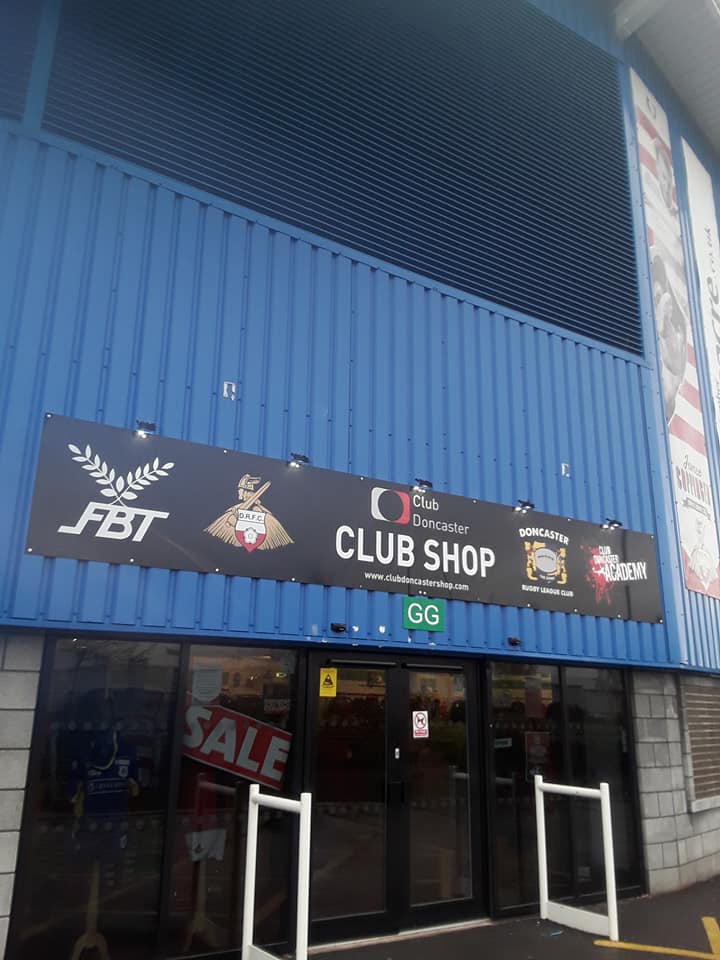 FBT
D.R.F.C.
Club
Doncaster
CLUB SHOP
www.clubdoncastershop.com
DONCASTER
RUGBY LEAGUE CLUB
CLUB
DONCASTER
ACADEMY
GG
SALE